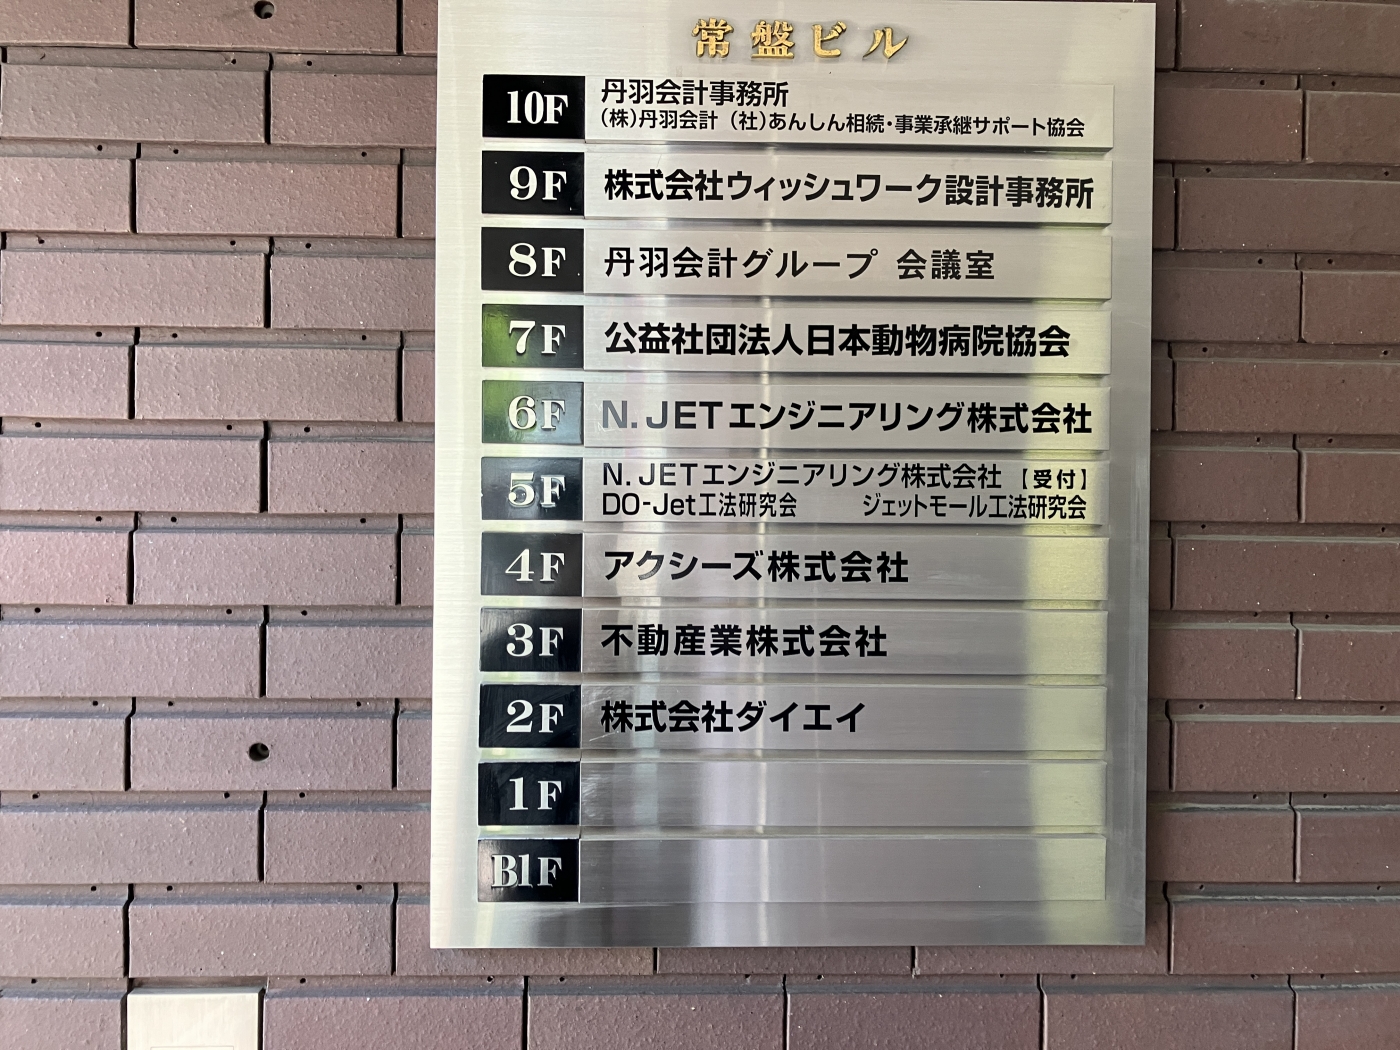 常盤ビル
10F 丹羽会計事務所
(株)丹羽会計 (社)あんしん相続・事業承継サポート協会
9F 株式会社ウィッシュワーク設計事務所
8F 丹羽会計グループ 会議室
7F 公益社団法人日本動物病院協会
6F N.JETエンジニアリング株式会社
5F N.JETエンジニアリング株式会社 【受付】
DO-Jet工法研究会 ジェットモール工法研究会
4F アクシーズ株式会社
3F 不動産業株式会社
2F 株式会社ダイエイ
1F
B1F